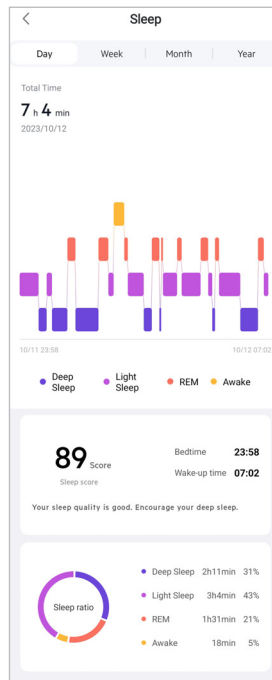 Sleep
Day Week Month Year
Total Time
7 h 4 min
2023/10/12
10/11 23:58 10/12 07:02
Deep Sleep Light Sleep REM Awake
89 Score
Sleep score
Bedtime 23:58
Wake-up time 07:02
Your sleep quality is good. Encourage your deep sleep.
Sleep ratio
Deep Sleep 2h11min 31%
Light Sleep 3h4min 43%
REM 1h31min 21%
Awake 18min 5%